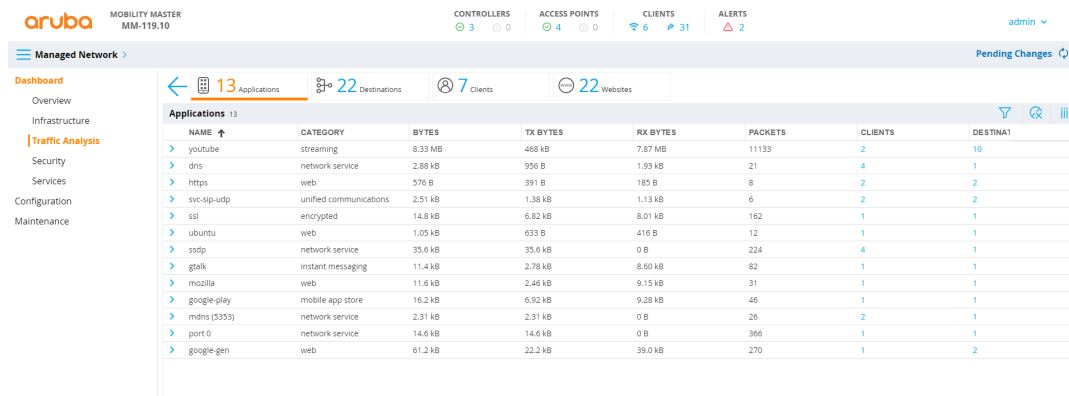 aruba MOBILITY MASTER CONTROLLERS ACCESS POINTS CLIENTS ALERTS
MM-119.10 3 0 4 0 6 31 2 admin
Managed Network > Pending Changes
Dashboard
Overview
Infrastructure
Traffic Analysis
Security
Services
Configuration
Maintenance
13 Applications 22 Destinations 7 Clients www 22 Websites
Applications 13
NAME CATEGORY BYTES TX BYTES RX BYTES PACKETS CLIENTS DESTINAT
youtube streaming 8.33 MB 468 kB 7.87 MB 11133 2 10
dns network service 2.88 kB 956 B 1.93 kB 21 4 1
https web 576 B 391 B 185 B 8 2 2
svc-sip-udp unified communications 2.51 kB 1.38 kB 1.13 kB 6 2 2
ssl encrypted 14.8 kB 6.82 kB 8.01 kB 162 1 1
ubuntu web 1.05 kB 633 B 416 B 12 1 1
ssdp network service 35.6 kB 35.6 kB 0 B 224 4 1
gtalk instant messaging 11.4 kB 2.78 kB 8.60 kB 82 1 1
mozilla web 11.6 kB 2.46 kB 9.15 kB 31 1 1
google-play mobile app store 16.2 kB 6.92 kB 9.28 kB 46 1 1
mdns (5353) network service 2.31 kB 2.31 kB 0 B 26 2 1
port 0 network service 14.6 kB 14.6 kB 0 B 366 1 1
google-gen web 61.2 kB 22.2 kB 39.0 kB 270 1 2